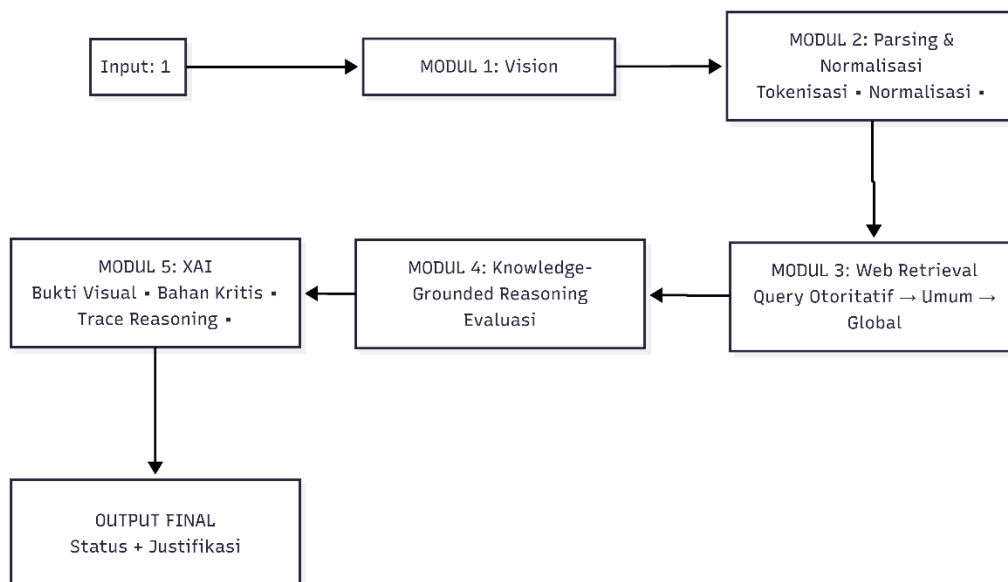 Input: 1
MODUL 1: Vision
MODUL 2: Parsing &
Normalisasi
Tokenisasi ▪ Normalisasi ▪
MODUL 3: Web Retrieval
Query Otoritatif → Umum →
Global
MODUL 4: Knowledge-
Grounded Reasoning
Evaluasi
MODUL 5: XAI
Bukti Visual ▪ Bahan Kritis ▪
Trace Reasoning ▪
OUTPUT FINAL
Status + Justifikasi